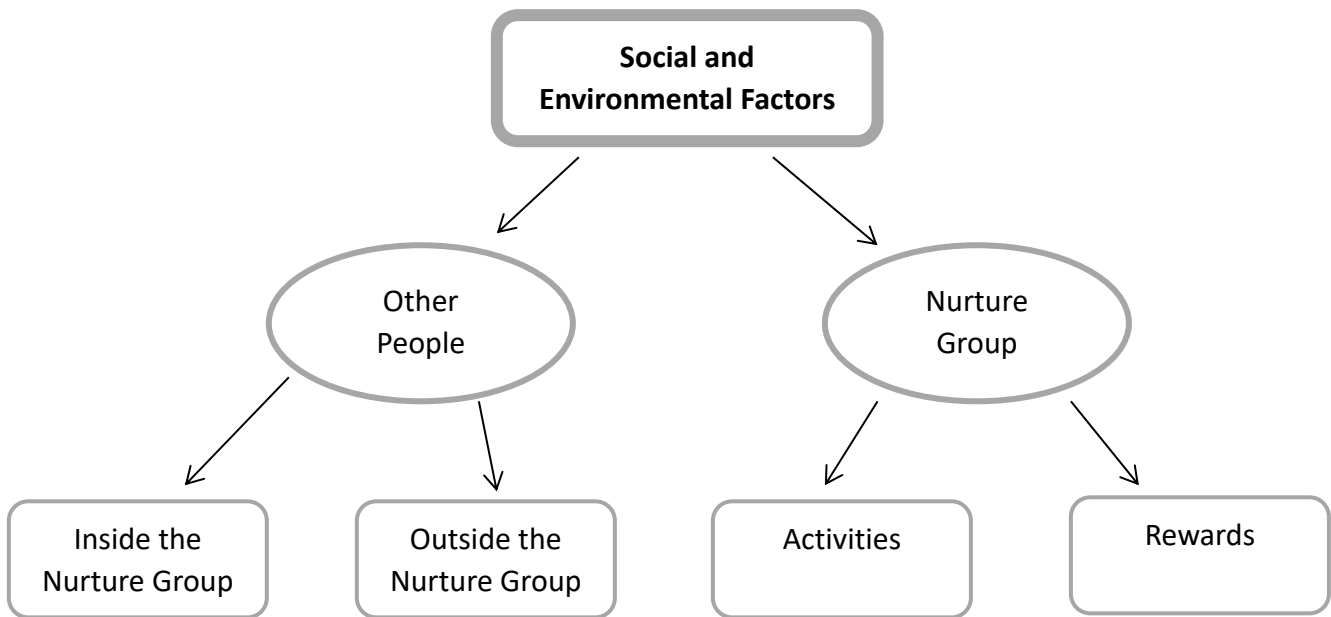 Social and
Environmental Factors
Other
People
Nurture
Group
Inside the
Nurture Group
Outside the
Nurture Group
Activities
Rewards